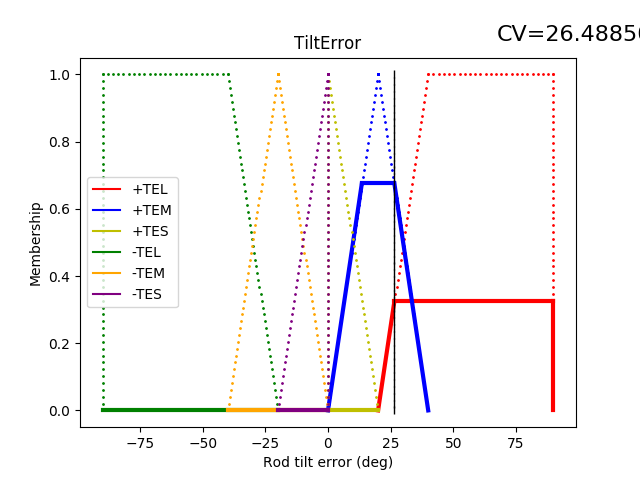 CV=26.48856
TiltError
1.0
0.8
0.6
0.4
0.2
0.0
Membership
+TEL
+TEM
+TES
-TEL
-TEM
-TES
−75
−50
−25
0
25
50
75
Rod tilt error (deg)